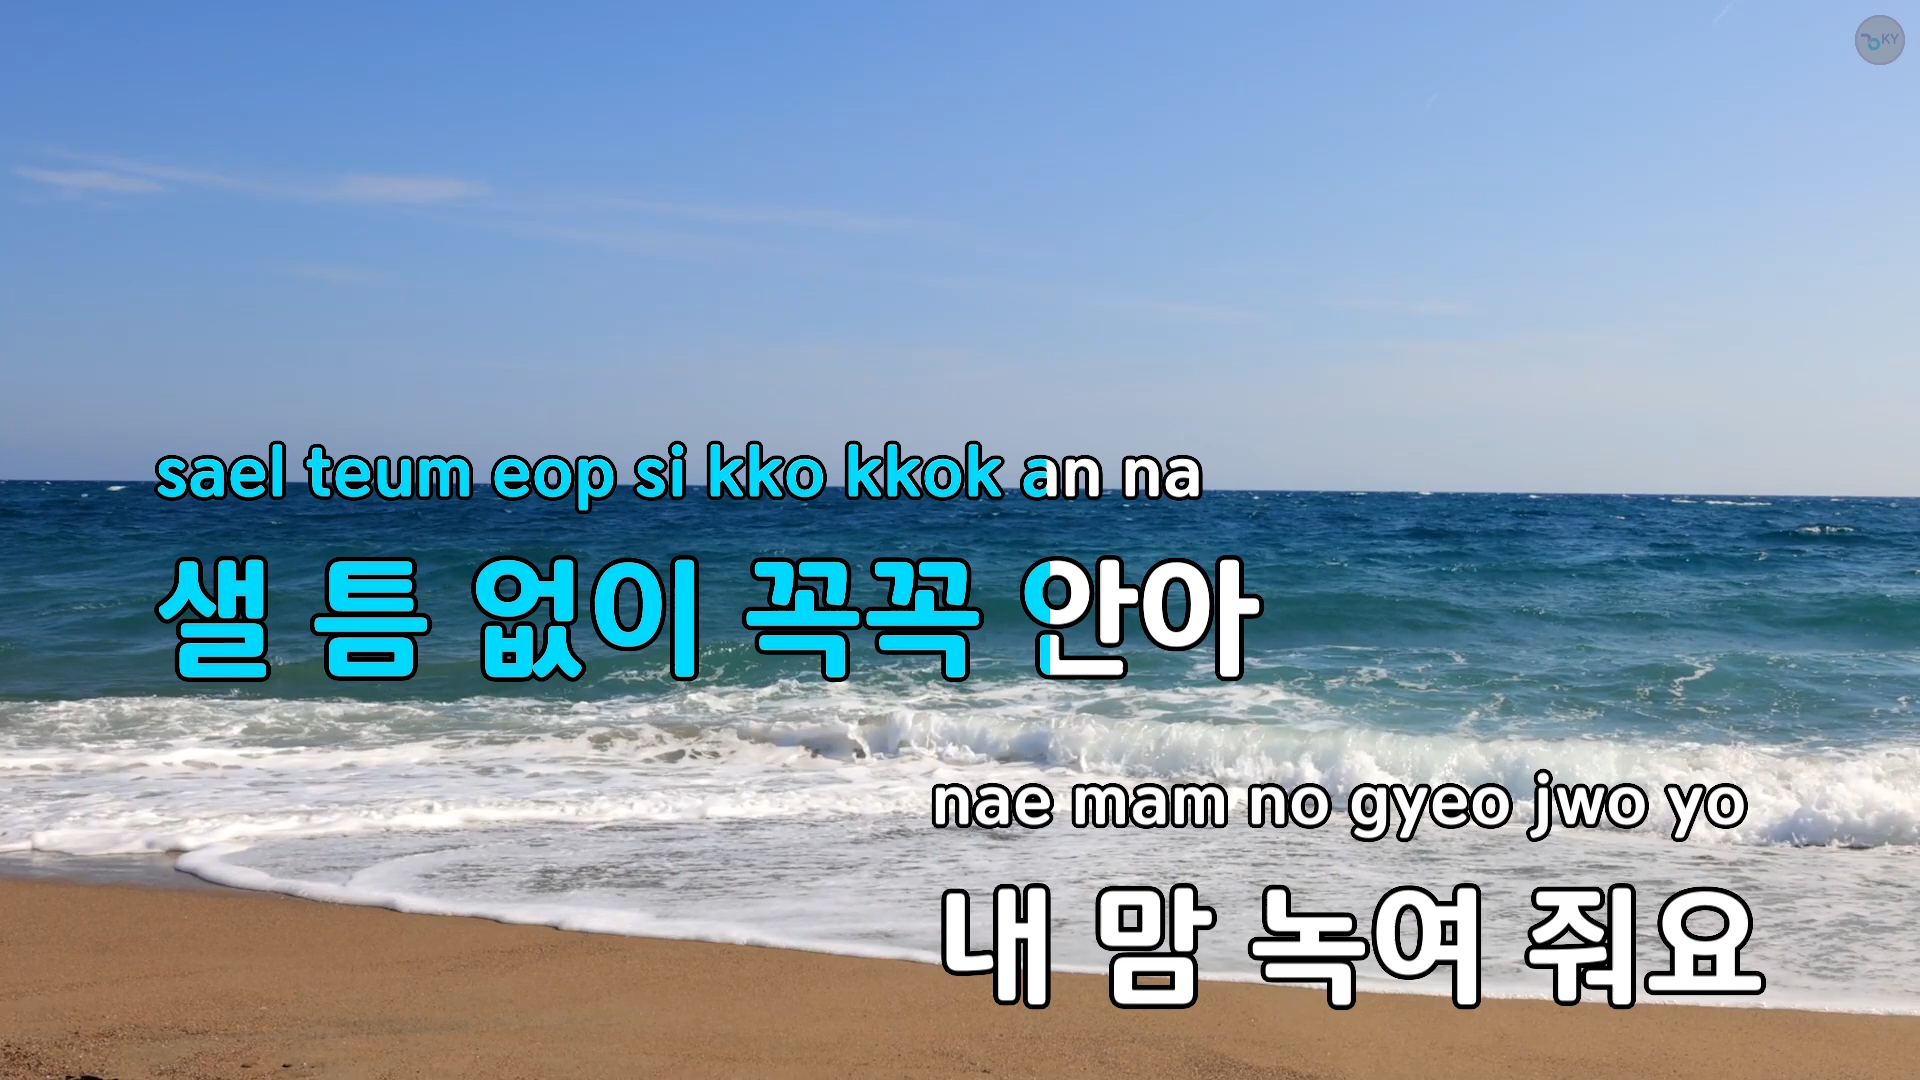 KY
sael teum eop si kko kkok an na
샐 틈 없이 꼭꼭 안아
nae mam no gyeo jwo yo
내 맘 녹여 줘요